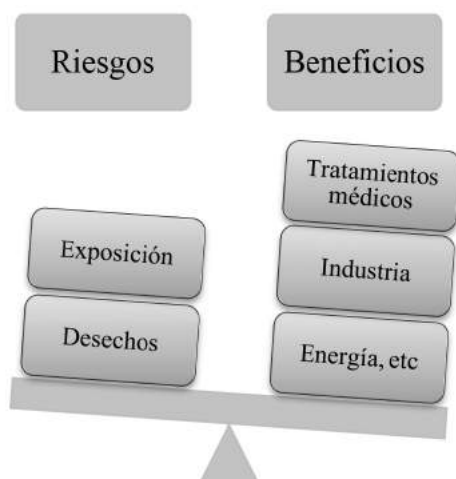 Riesgos
Beneficios
Exposición
Desechos
Tratamientos
médicos
Industria
Energía, etc